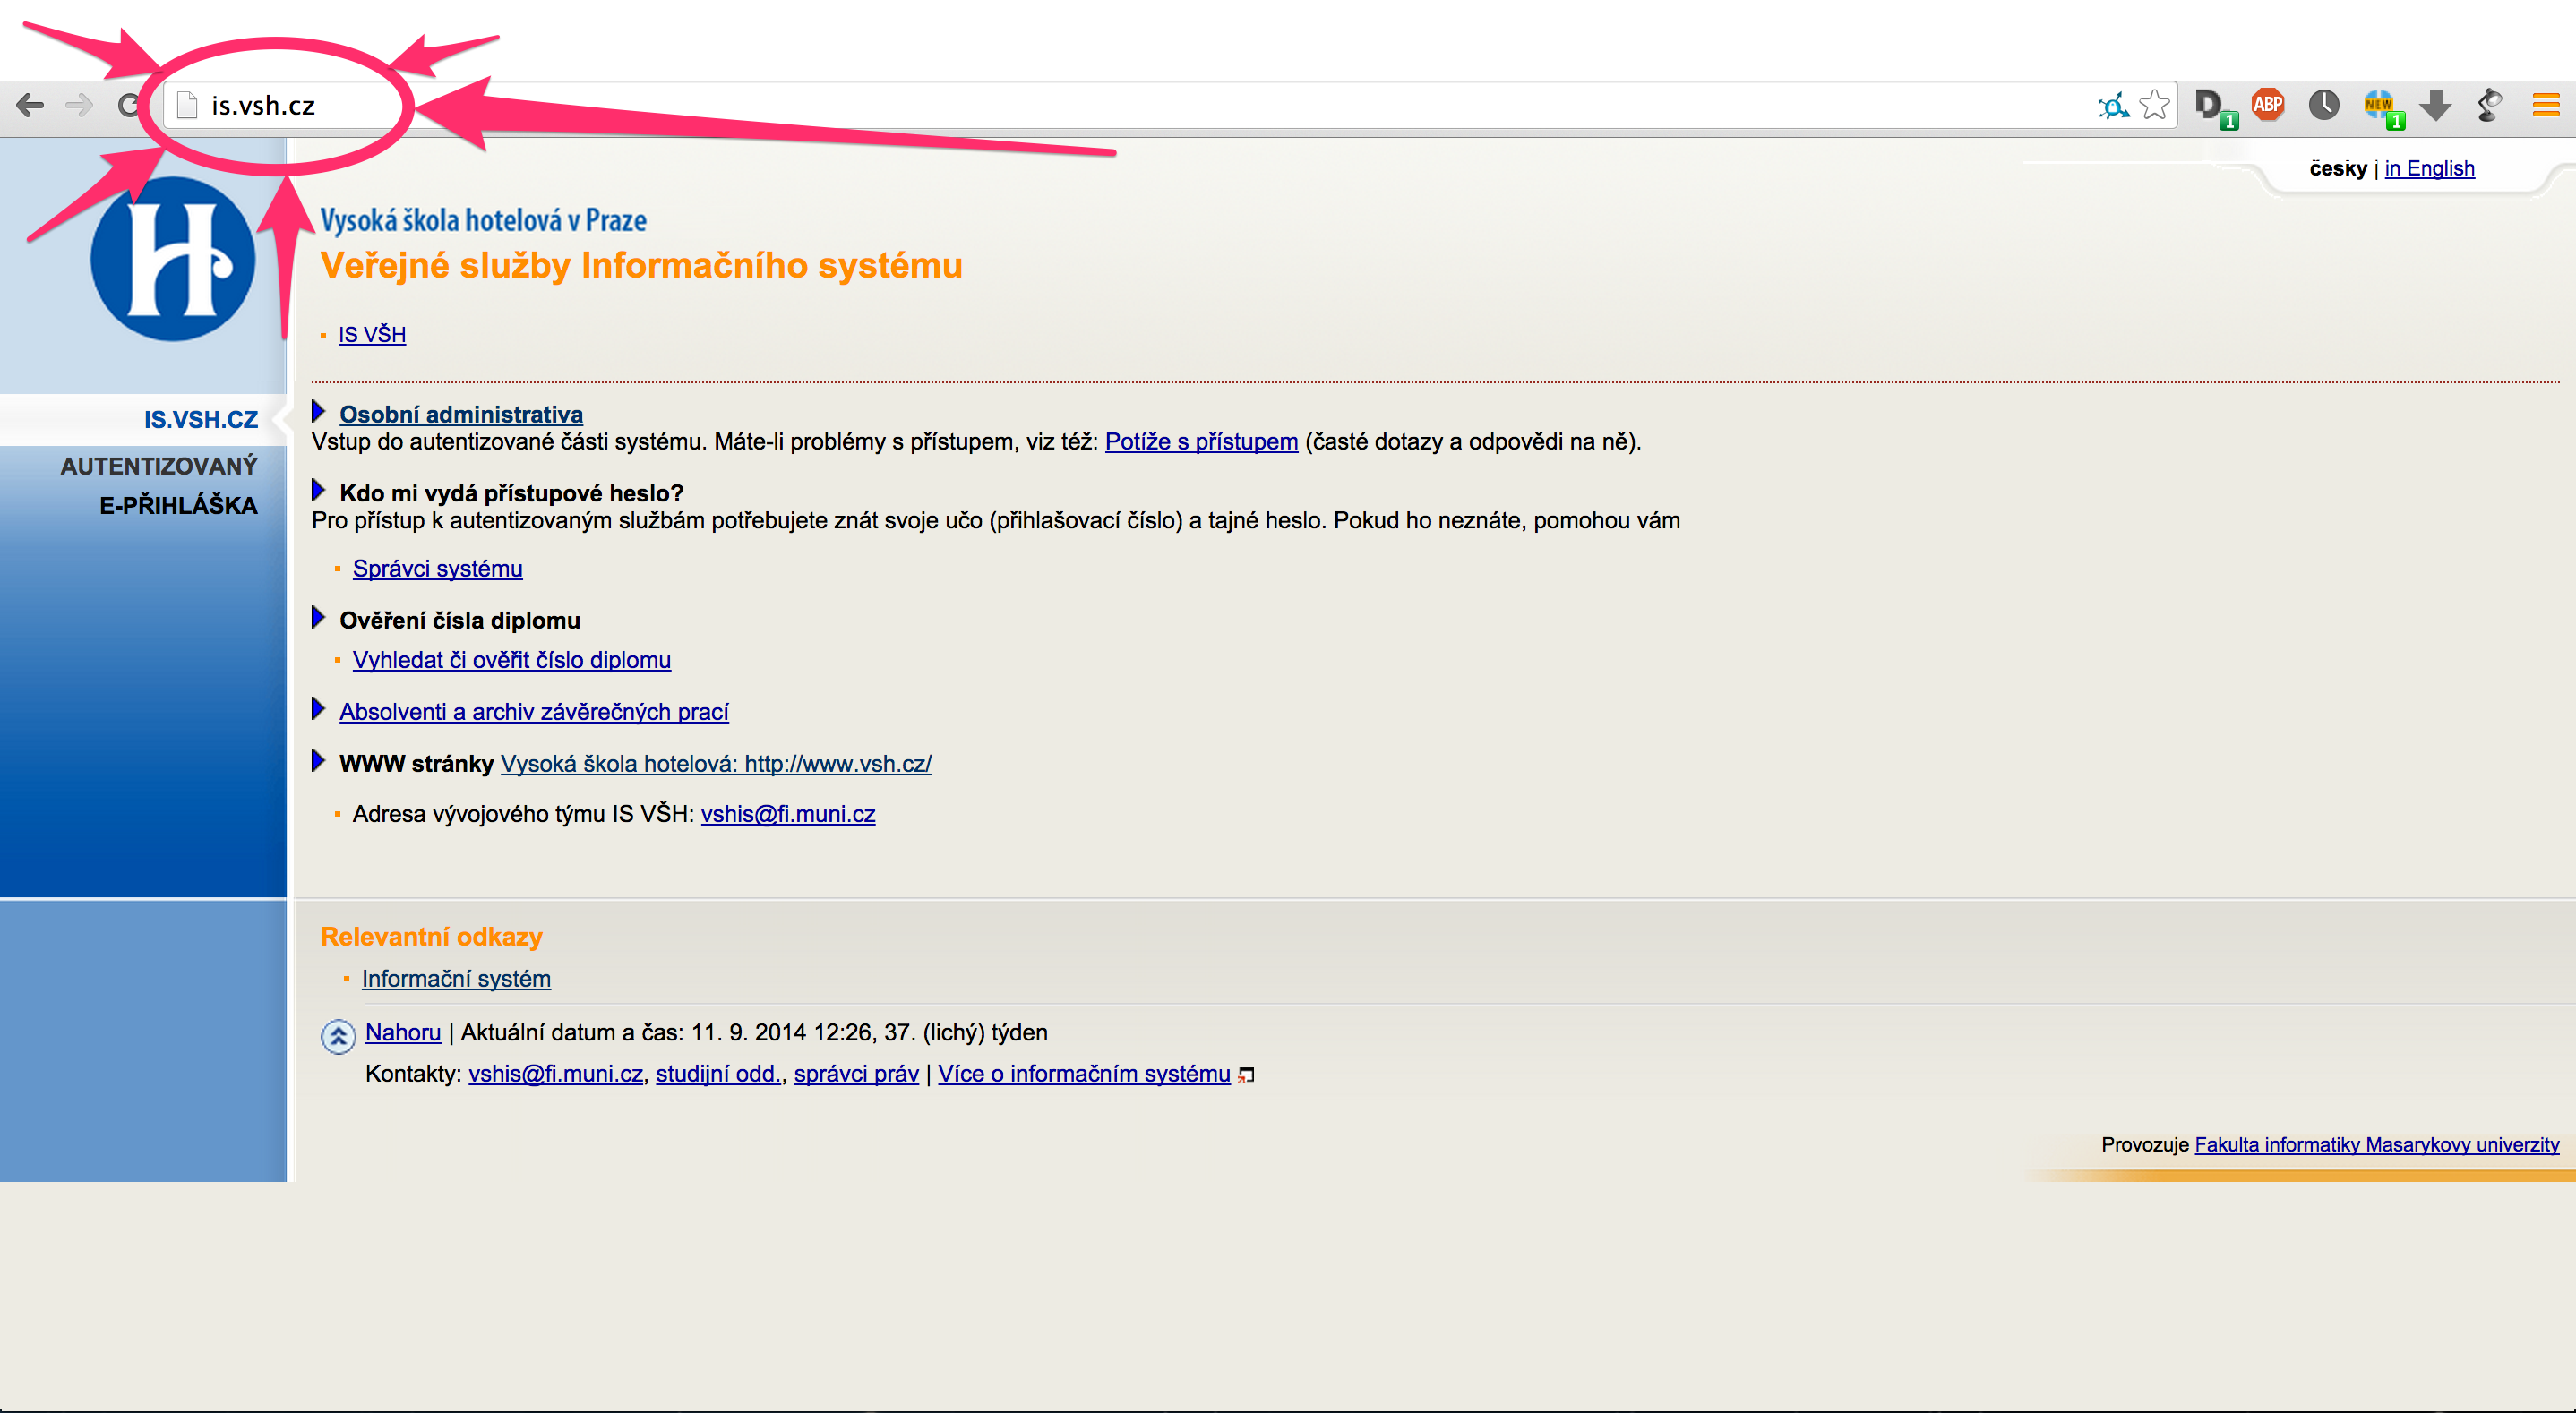 is.vsh.cz
D 1 ABP NEW 1
česky | in English
H
Vysoká škola hotelová v Praze
Veřejné služby Informačního systému
IS VŠH
IS.VSH.CZ
AUTENTIZOVANÝ
E-PŘIHLÁŠKA
Osobní administrativa
Vstup do autentizované části systému. Máte-li problémy s přístupem, viz též: Potíže s přístupem (časté dotazy a odpovědi na ně).
Kdo mi vydá přístupové heslo?
Pro přístup k autentizovaným službám potřebujete znát svoje učo (přihlašovací číslo) a tajné heslo. Pokud ho neznáte, pomohou vám
Správci systému
Ověření čísla diplomu
Vyhledat či ověřit číslo diplomu
Absolventi a archiv závěrečných prací
WWW stránky Vysoká škola hotelová: http://www.vsh.cz/
Adresa vývojového týmu IS VŠH: vshis@fi.muni.cz
Relevantní odkazy
Informační systém
Nahoru | Aktuální datum a čas: 11. 9. 2014 12:26, 37. (lichý) týden
Kontakty: vshis@fi.muni.cz, studijní odd., správci práv | Více o informačním systému
Provozuje Fakulta informatiky Masarykovy univerzity